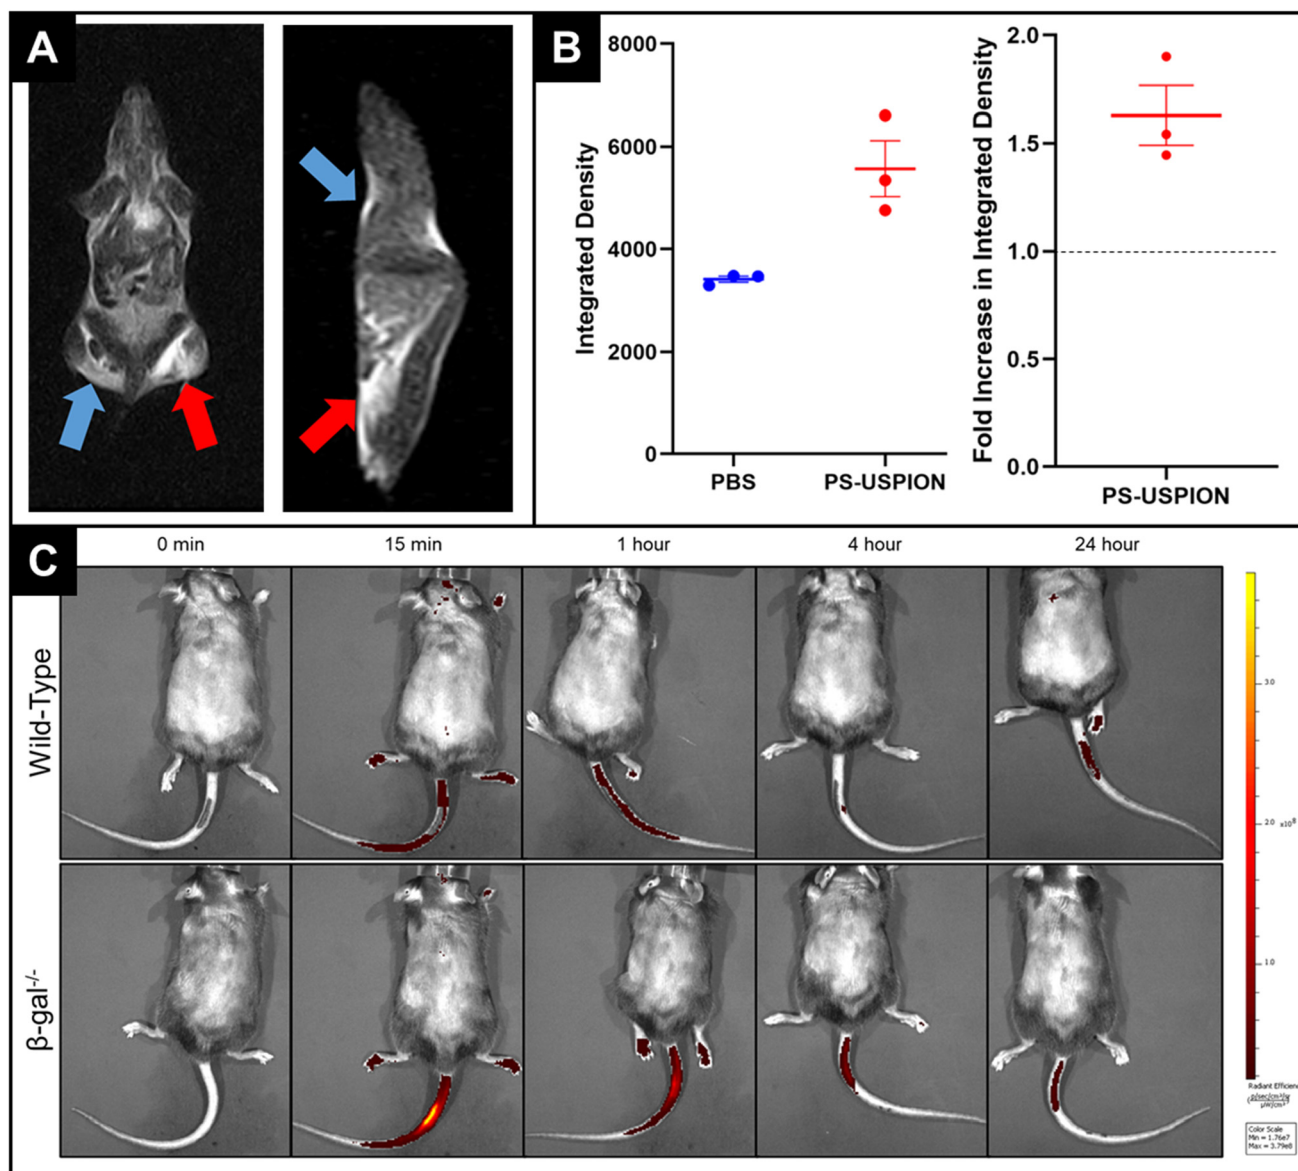 A
B
8000
6000
4000
2000
0
Integrated Density
PBS
PS-USPION
2.0
1.5
1.0
0.5
0.0
Fold Increase in Integrated Density
PS-USPION
C
0 min
15 min
1 hour
4 hour
24 hour
Wild-Type
β-gal-/-
3.0
2.0
x10⁸
1.0
Radiant Efficienc
Color Scale
Min = 1.76e7
Max = 3.79e8